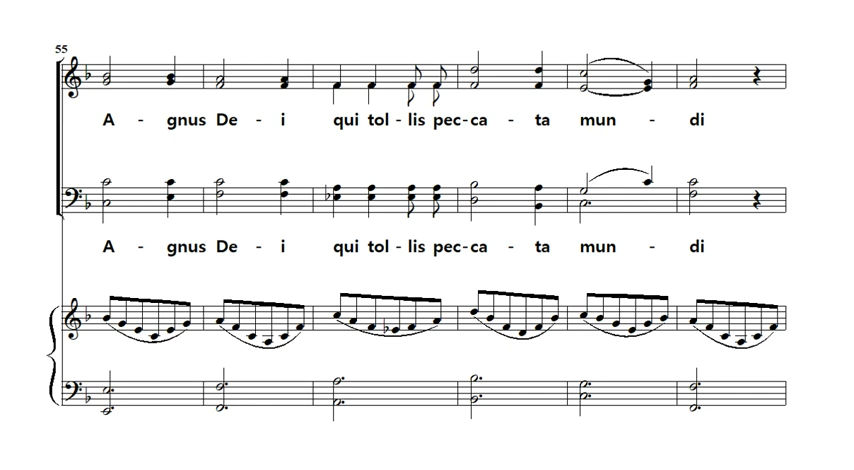 55
A - gnus De - i qui tol - lis pec - ca - ta mun - di
A - gnus De - i qui tol - lis pec - ca - ta mun - di